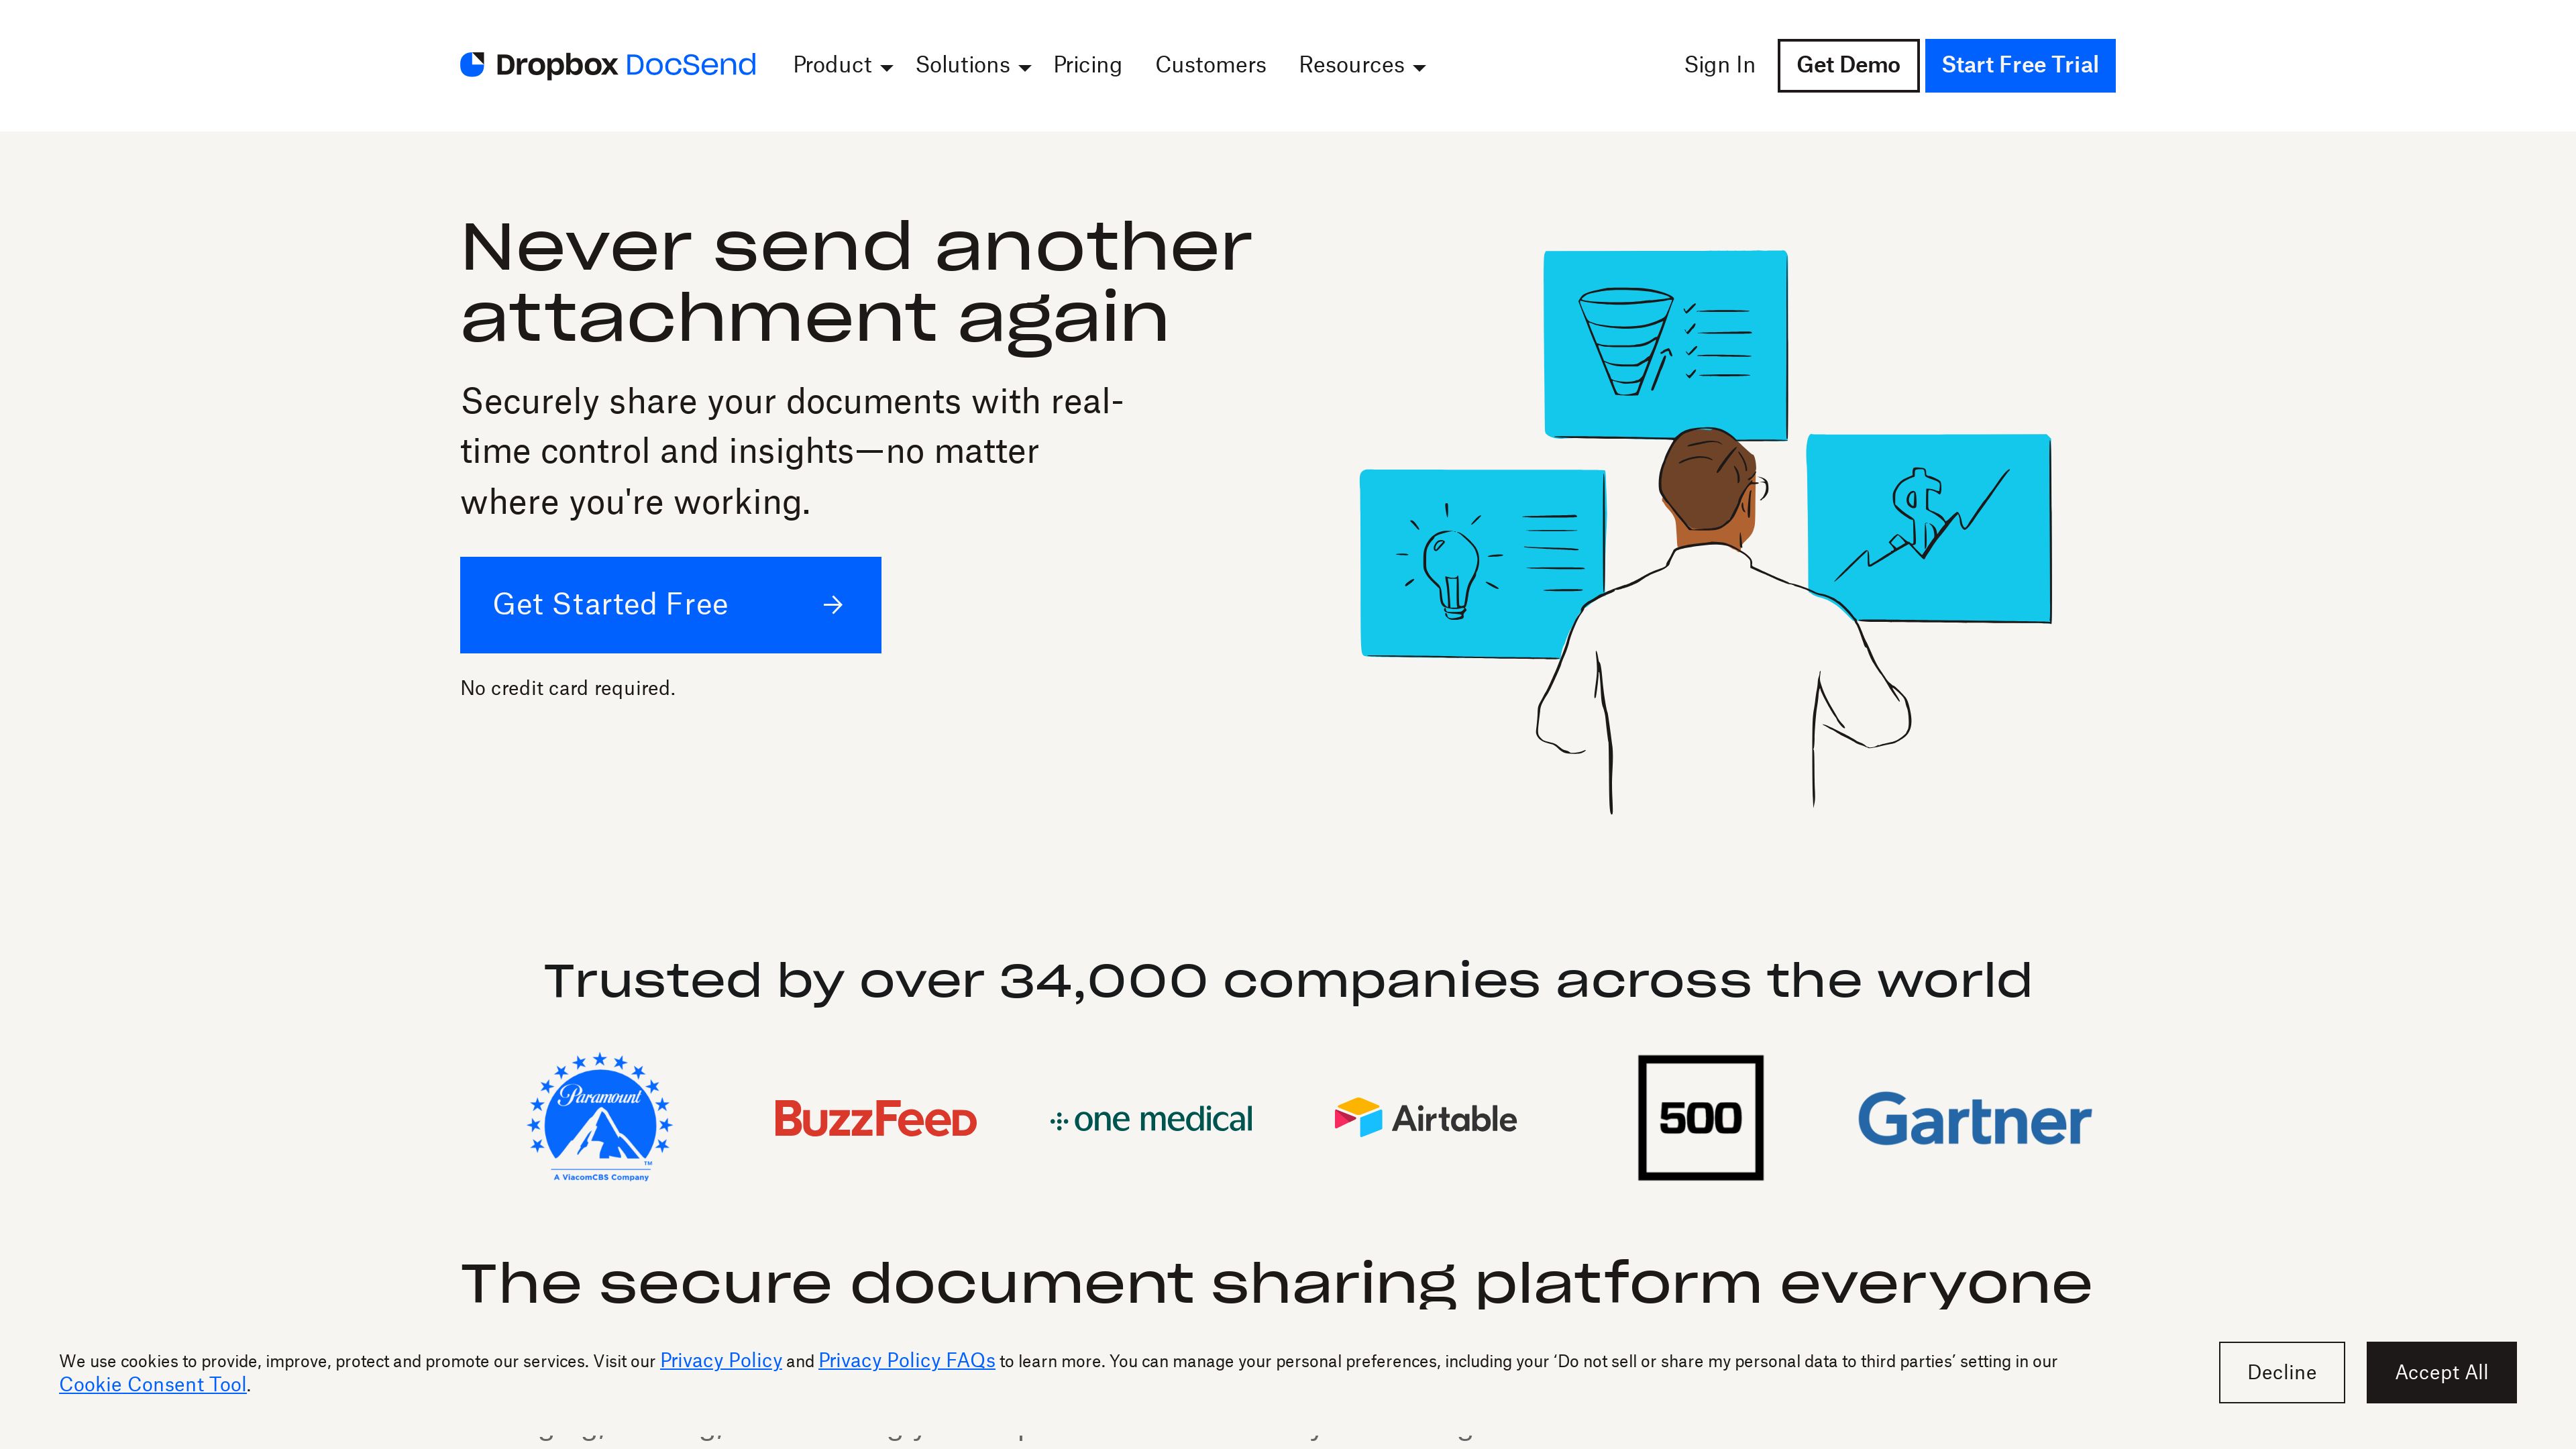 Dropbox DocSend
Product
Solutions
Pricing
Customers
Resources
Sign In
Get Demo
Start Free Trial
Never send another
attachment again
Securely share your documents with real-
time control and insights—no matter
where you're working.
Get Started Free
No credit card required.
Trusted by over 34,000 companies across the world
Paramount
TM
A ViacomCBS Company
BuzzFeed
one medical
Airtable
500
Gartner
The secure document sharing platform everyone
We use cookies to provide, improve, protect and promote our services. Visit our Privacy Policy and Privacy Policy FAQs to learn more. You can manage your personal preferences, including your ‘Do not sell or share my personal data to third parties’ setting in our
Cookie Consent Tool.
Decline
Accept All